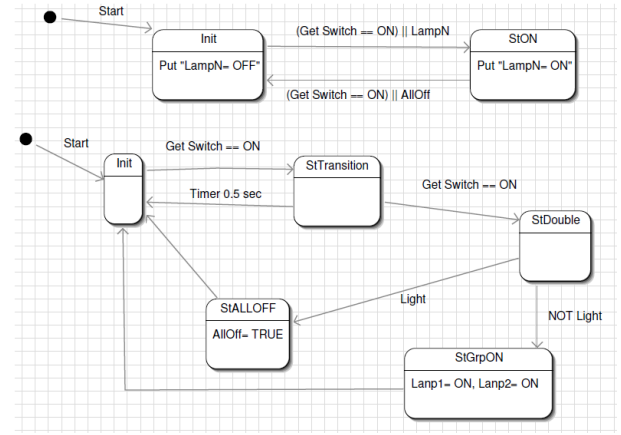 Start
Init
(Get Switch == ON) || LampN
StON
Put "LampN= OFF"
Put "LampN= ON"
(Get Switch == ON) || AllOff
Start
Get Switch == ON
Init
StTransition
Timer 0.5 sec
Get Switch == ON
StDouble
Light
StALLOFF
NOT Light
AllOff= TRUE
StGrpON
Lanp1= ON, Lanp2= ON